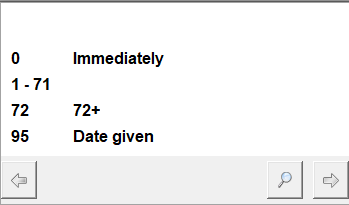 0 Immediately
1 - 71
72 72+
95 Date given